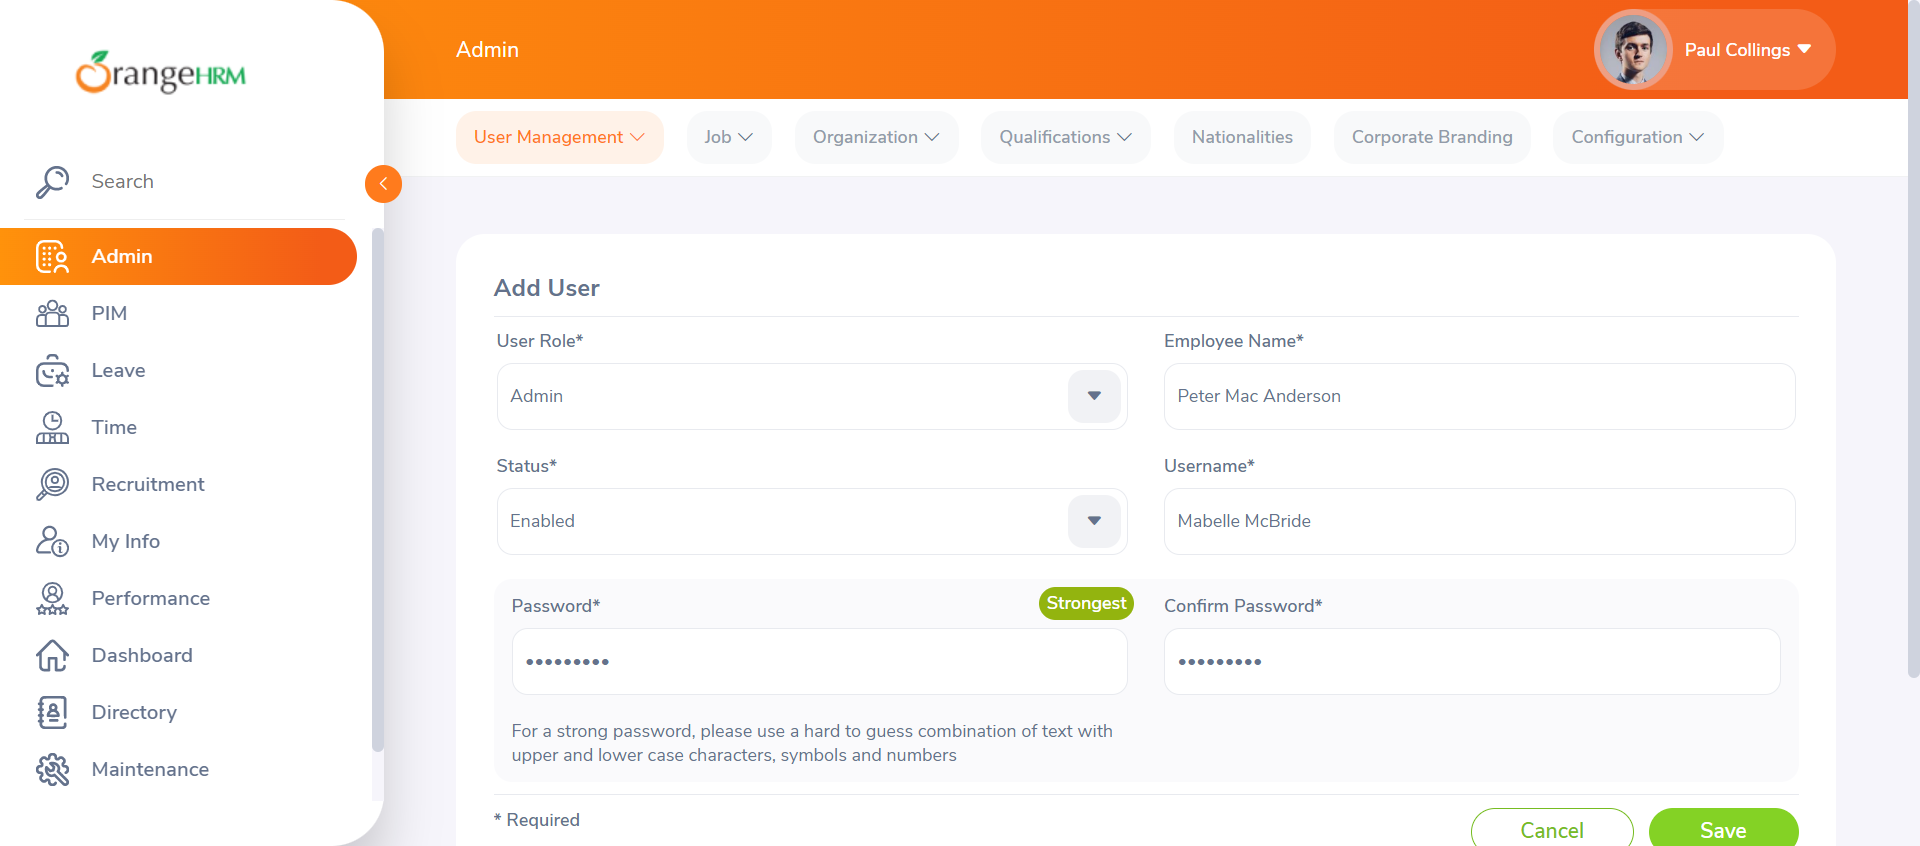 OrangeHRM
Search
Admin
PIM
Leave
Time
Recruitment
My Info
Performance
Dashboard
Directory
Maintenance
Admin
Paul Collings
User Management
Job
Organization
Qualifications
Nationalities
Corporate Branding
Configuration
Add User
User Role*
Admin
Employee Name*
Peter Mac Anderson
Status*
Enabled
Username*
Mabelle McBride
Password*
Strongest
•••••••••
Confirm Password*
•••••••••
For a strong password, please use a hard to guess combination of text with
upper and lower case characters, symbols and numbers
* Required
Cancel
Save